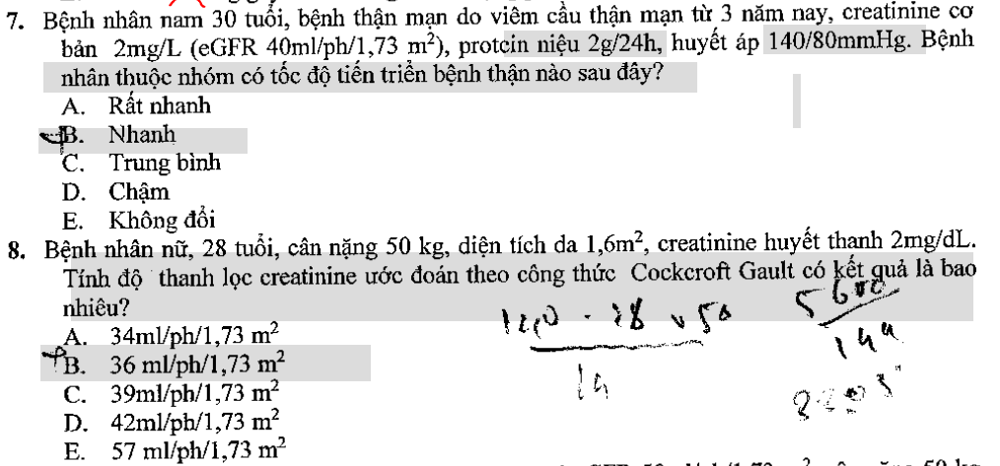 7. Bệnh nhân nam 30 tuổi, bệnh thận mạn do viêm cầu thận mạn từ 3 năm nay, creatinine cơ
bản 2mg/L (eGFR 40ml/ph/1,73 m²), protein niệu 2g/24h, huyết áp 140/80mmHg. Bệnh
nhân thuộc nhóm có tốc độ tiến triển bệnh thận nào sau đây?
A. Rất nhanh
B. Nhanh
C. Trung bình
D. Chậm
E. Không đổi
8. Bệnh nhân nữ, 28 tuổi, cân nặng 50 kg, diện tích da 1,6m², creatinine huyết thanh 2mg/dL.
Tính độ thanh lọc creatinine ước đoán theo công thức Cockcroft Gault có kết quả là bao
nhiêu?
A. 34ml/ph/1,73 m²
B. 36 ml/ph/1,73 m²
C. 39ml/ph/1,73 m²
D. 42ml/ph/1,73 m²
E. 57 ml/ph/1,73 m²
5600
144